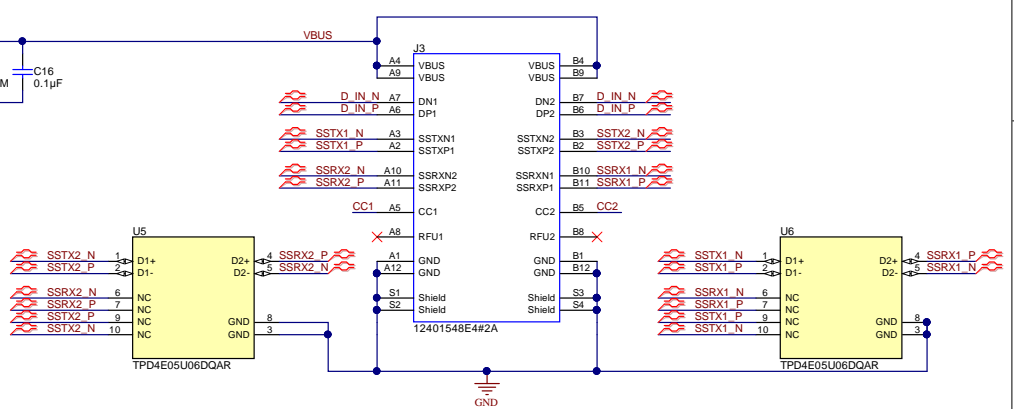 VBUS
J3
C16
0.1µF
M
A4 VBUS VBUS B4
A9 VBUS VBUS B9
D_IN_N A7 DN1 DN2 B7 D_IN_N
D_IN_P A6 DP1 DP2 B6 D_IN_P
SSTX1_N A3 SSTXN1 SSTXN2 B3 SSTX2_N
SSTX1_P A2 SSTXP1 SSTXP2 B2 SSTX2_P
SSRX2_N A10 SSRXN2 SSRXN1 B10 SSRX1_N
SSRX2_P A11 SSRXP2 SSRXP1 B11 SSRX1_P
CC1 A5 CC1 CC2 B5 CC2
A8 RFU1 RFU2 B8
A1 GND GND B1
A12 GND GND B12
S1 Shield Shield S3
S2 Shield Shield S4
12401548E4#2A
U5
SSTX2_N 1 D1+ D2+ 4 SSRX2_P
SSTX2_P 2 D1- D2- 5 SSRX2_N
SSRX2_N 6 NC
SSRX2_P 7 NC
SSTX2_P 9 NC GND 8
SSTX2_N 10 NC GND 3
TPD4E05U06DQAR
U6
SSTX1_N 1 D1+ D2+ 4 SSRX1_P
SSTX1_P 2 D1- D2- 5 SSRX1_N
SSRX1_N 6 NC
SSRX1_P 7 NC
SSTX1_P 9 NC GND 8
SSTX1_N 10 NC GND 3
TPD4E05U06DQAR
GND